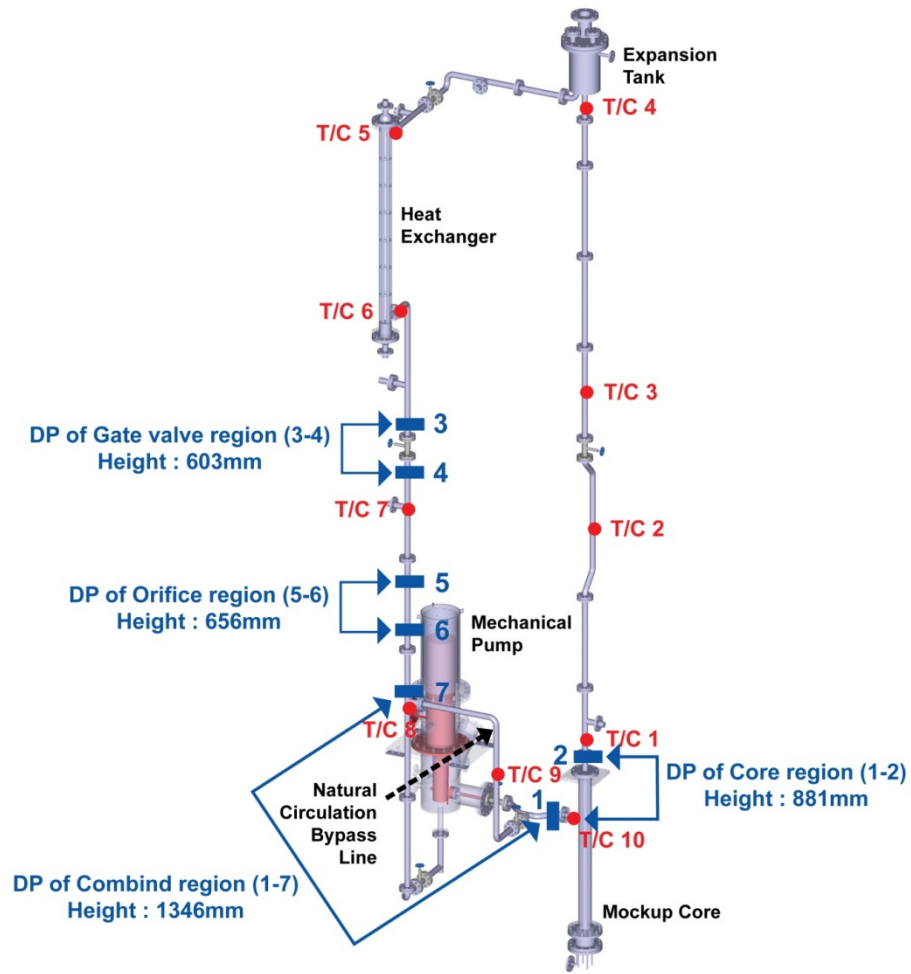 Expansion
Tank
T/C 4
T/C 5
Heat
Exchanger
T/C 6
T/C 3
3
DP of Gate valve region (3-4)
Height : 603mm
4
T/C 7
T/C 2
5
DP of Orifice region (5-6)
Height : 656mm
6
Mechanical
Pump
7
T/C 8
T/C 1
2
T/C 9
DP of Core region (1-2)
Height : 881mm
1
Natural
Circulation
Bypass
Line
T/C 10
DP of Combind region (1-7)
Height : 1346mm
Mockup Core